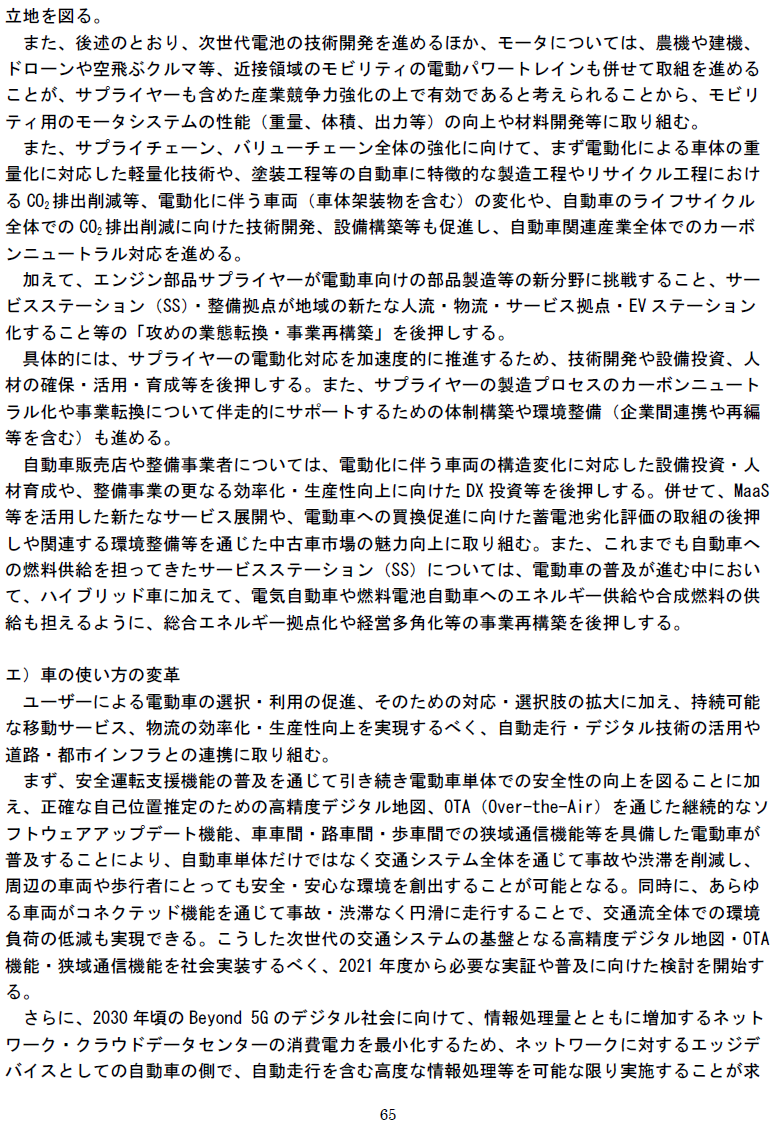 立地を図る。
また、後述のとおり、次世代電池の技術開発を進めるほか、モータについては、農機や建機、
ドローンや空飛ぶクルマ等、近接領域のモビリティの電動パワートレインも併せて取組を進める
ことが、サプライヤーも含めた産業競争力強化の上で有効であると考えられることから、モビリ
ティ用のモータシステムの性能（重量、体積、出力等）の向上や材料開発等に取り組む。
また、サプライチェーン、バリューチェーン全体の強化に向けて、まず電動化による車体の重
量化に対応した軽量化技術や、塗装工程等の自動車に特徴的な製造工程やリサイクル工程におけ
るCO₂排出削減等、電動化に伴う車両（車体架装物を含む）の変化や、自動車のライフサイクル
全体でのCO₂排出削減に向けた技術開発、設備構築等も促進し、自動車関連産業全体でのカーボ
ンニュートラル対応を進める。
加えて、エンジン部品サプライヤーが電動車向けの部品製造等の新分野に挑戦すること、サー
ビスステーション（SS）・整備拠点が地域の新たな人流・物流・サービス拠点・EVステーション
化すること等の「攻めの業態転換・事業再構築」を後押しする。
具体的には、サプライヤーの電動化対応を加速度的に推進するため、技術開発や設備投資、人
材の確保・活用・育成等を後押しする。また、サプライヤーの製造プロセスのカーボンニュート
ラル化や事業転換について伴走的にサポートするための体制構築や環境整備（企業間連携や再編
等を含む）も進める。
自動車販売店や整備事業者については、電動化に伴う車両の構造変化に対応した設備投資・人
材育成や、整備事業の更なる効率化・生産性向上に向けたDX投資等を後押しする。併せて、MaaS
等を活用した新たなサービス展開や、電動車への買換促進に向けた蓄電池劣化評価の取組の後押
しや関連する環境整備等を通じた中古車市場の魅力向上に取り組む。また、これまでも自動車へ
の燃料供給を担ってきたサービスステーション（SS）については、電動車の普及が進む中におい
て、ハイブリッド車に加えて、電気自動車や燃料電池自動車へのエネルギー供給や合成燃料の供
給も担えるように、総合エネルギー拠点化や経営多角化等の事業再構築を後押しする。
エ）車の使い方の変革
ユーザーによる電動車の選択・利用の促進、そのための対応・選択肢の拡大に加え、持続可能
な移動サービス、物流の効率化・生産性向上を実現するべく、自動走行・デジタル技術の活用や
道路・都市インフラとの連携に取り組む。
まず、安全運転支援機能の普及を通じて引き続き電動車単体での安全性の向上を図ることに加
え、正確な自己位置推定のための高精度デジタル地図、OTA（Over-the-Air）を通じた継続的なソ
フトウェアアップデート機能、車車間・路車間・歩車間での狭域通信機能等を具備した電動車が
普及することにより、自動車単体だけではなく交通システム全体を通じて事故や渋滞を削減し、
周辺の車両や歩行者にとっても安全・安心な環境を創出することが可能となる。同時に、あらゆ
る車両がコネクテッド機能を通じて事故・渋滞なく円滑に走行することで、交通流全体での環境
負荷の低減も実現できる。こうした次世代の交通システムの基盤となる高精度デジタル地図・OTA
機能・狭域通信機能を社会実装するべく、2021年度から必要な実証や普及に向けた検討を開始す
る。
さらに、2030年頃のBeyond 5Gのデジタル社会に向けて、情報処理量とともに増加するネット
ワーク・クラウドデータセンターの消費電力を最小化するため、ネットワークに対するエッジデ
バイスとしての自動車の側で、自動走行を含む高度な情報処理等を可能な限り実施することが求
65